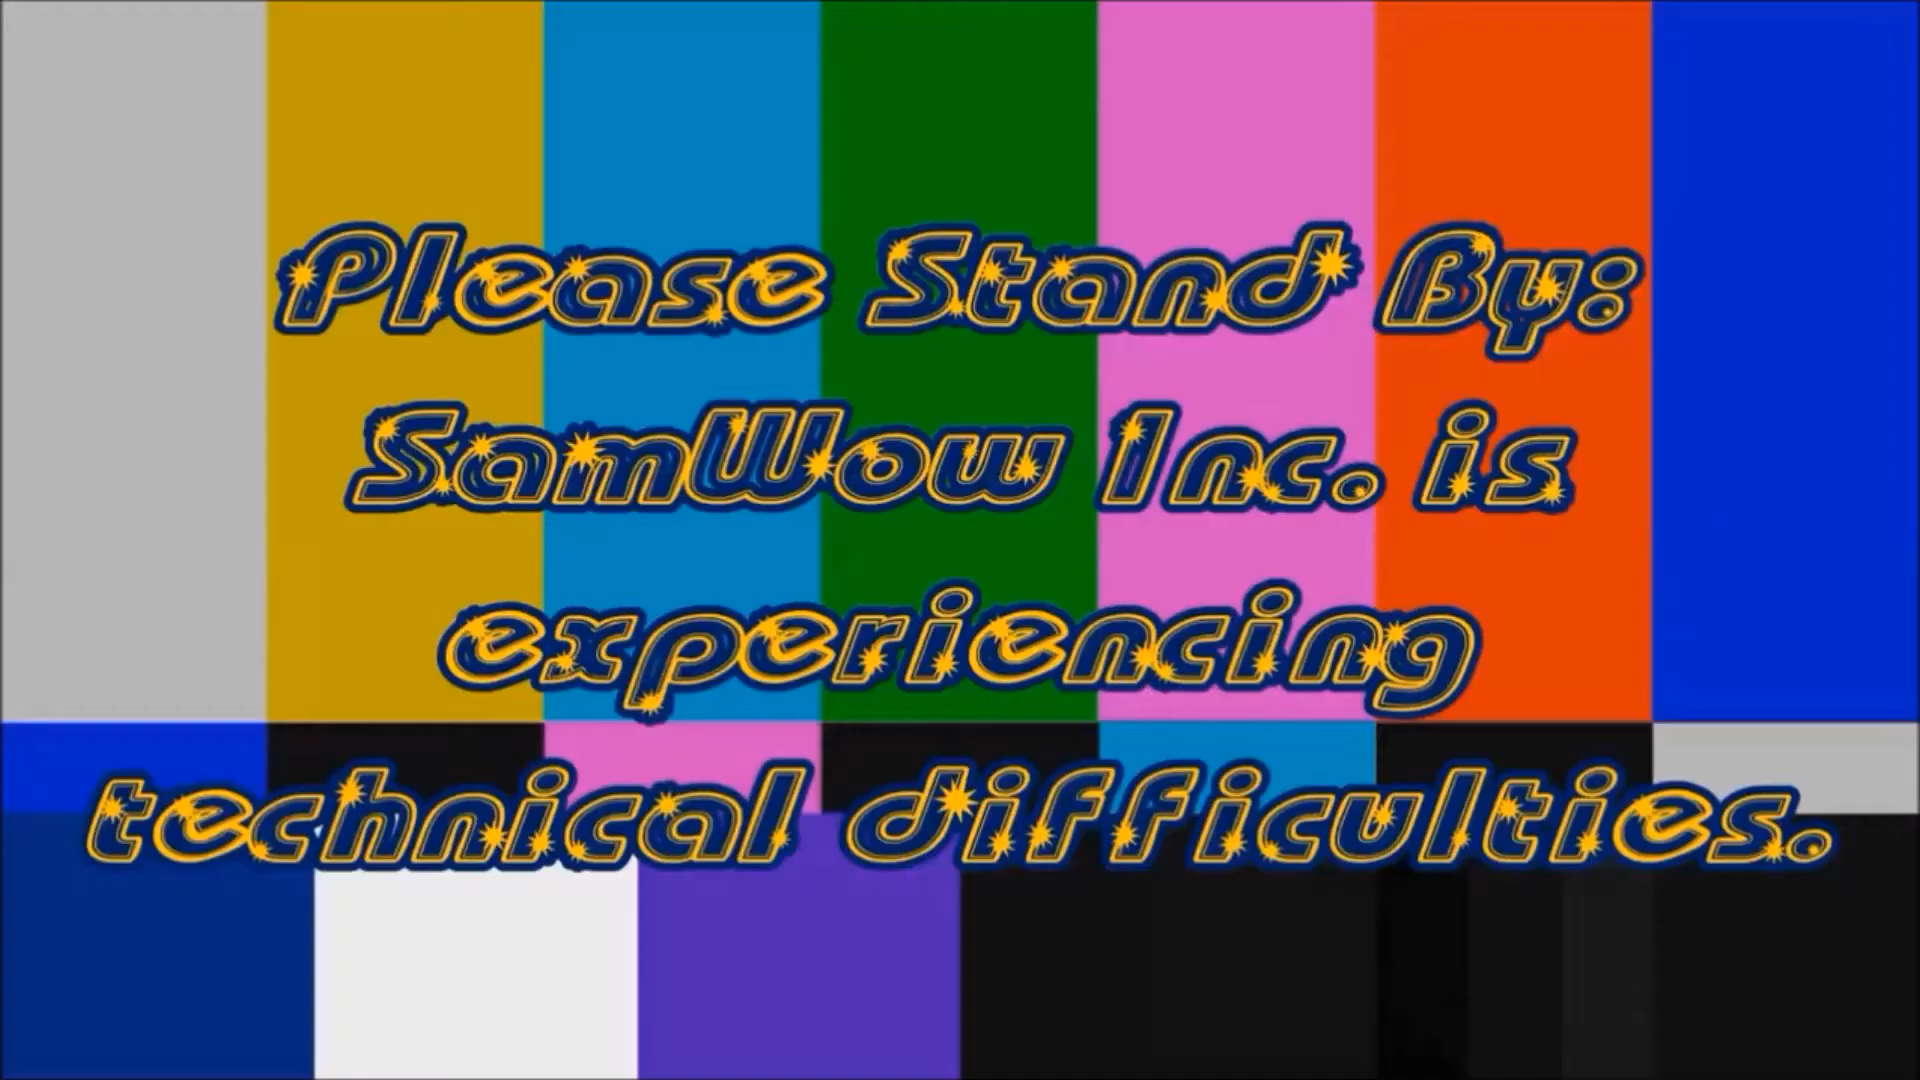 Please Stand By:
SamWow Inc. is
experiencing
technical difficulties.